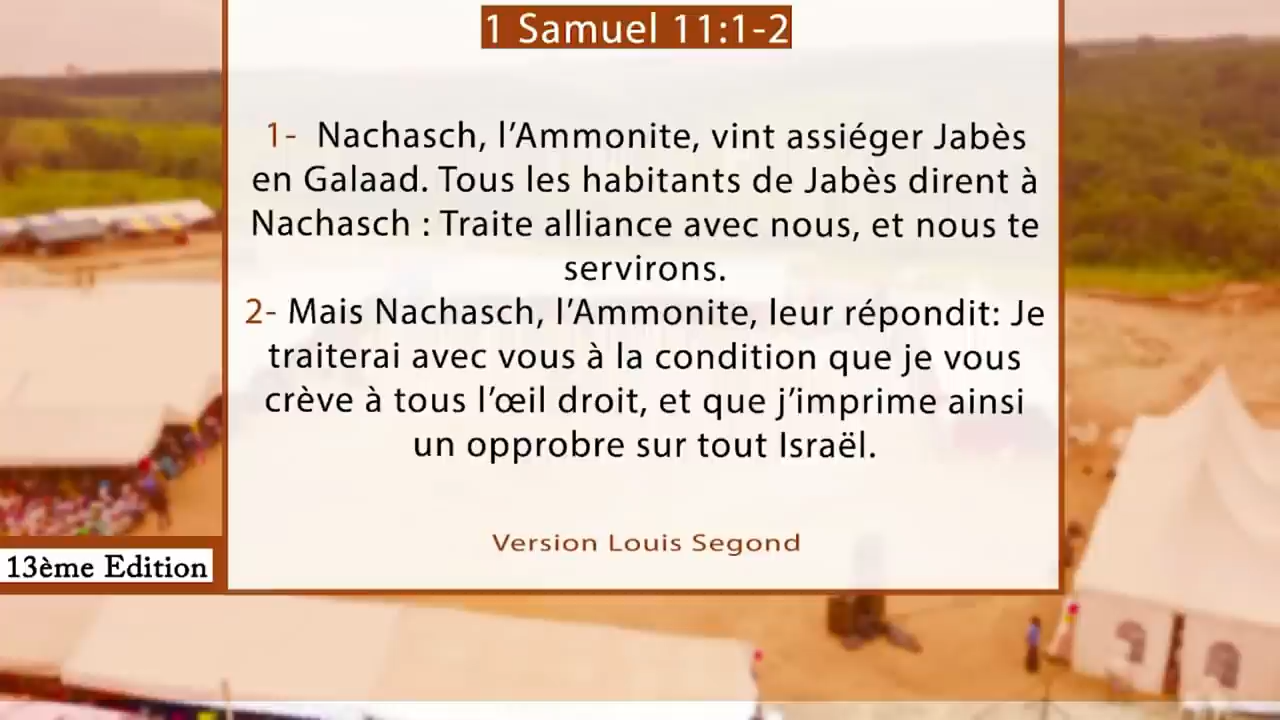 1 Samuel 11:1-2
1- Nachasch, l’Ammonite, vint assiéger Jabès
en Galaad. Tous les habitants de Jabès dirent à
Nachasch : Traite alliance avec nous, et nous te
servirons.
2- Mais Nachasch, l’Ammonite, leur répondit: Je
traiterai avec vous à la condition que je vous
crève à tous l’œil droit, et que j’imprime ainsi
un opprobre sur tout Israël.
Version Louis Segond
13ème Edition